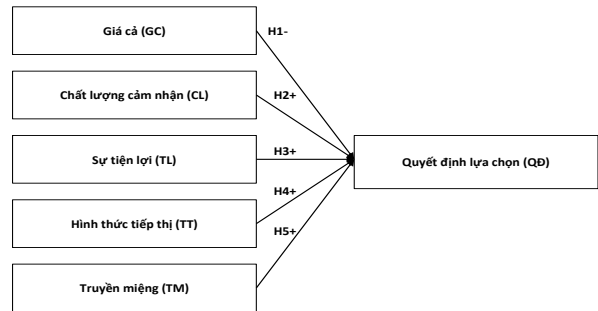 Giá cả (GC)
H1-
Chất lượng cảm nhận (CL)
H2+
Sự tiện lợi (TL)
H3+
Quyết định lựa chọn (QĐ)
H4+
Hình thức tiếp thị (TT)
H5+
Truyền miệng (TM)